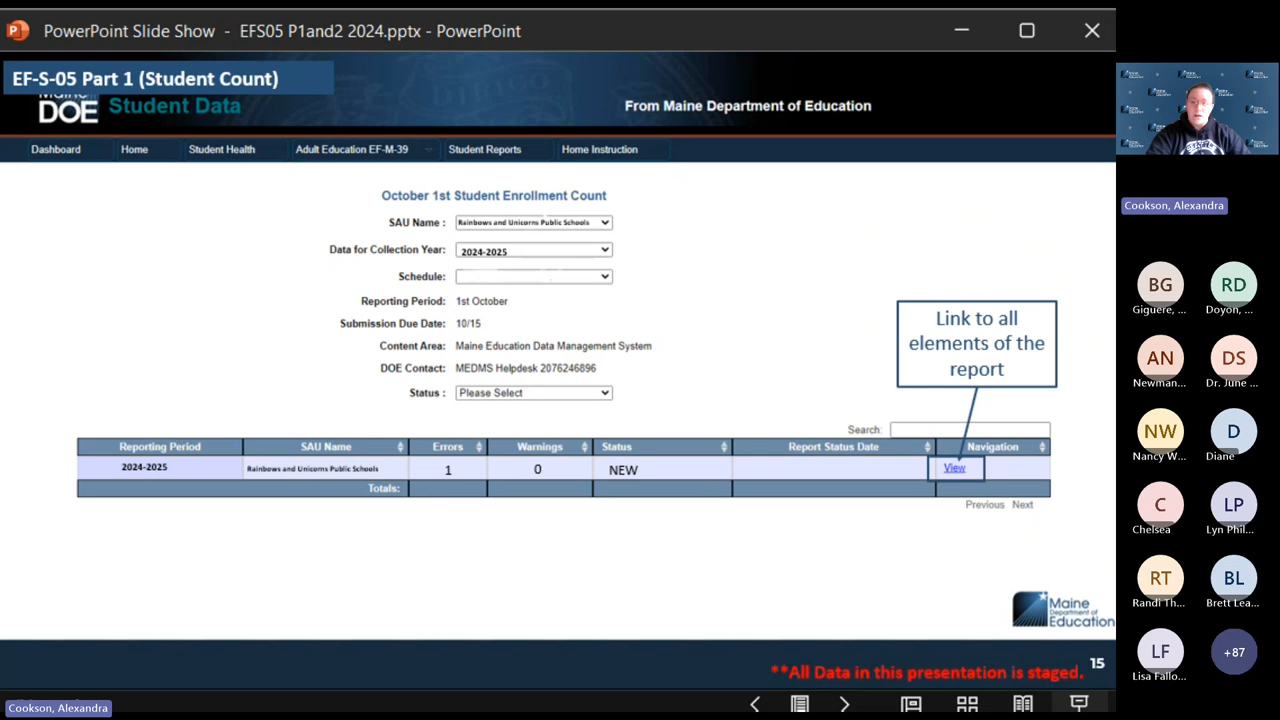 PowerPoint Slide Show - EFS05 P1and2 2024.pptx - PowerPoint
EF-S-05 Part 1 (Student Count)
DOE Student Data
From Maine Department of Education
Dashboard Home Student Health Adult Education EF-M-39 Student Reports Home Instruction
October 1st Student Enrollment Count
SAU Name : Rainbows and Unicorns Public Schools
Data for Collection Year: 2024-2025
Schedule:
Reporting Period: 1st October
Submission Due Date: 10/15
Content Area: Maine Education Data Management System
DOE Contact: MEDMS Helpdesk 2076246896
Status : Please Select
Link to all
elements of the
report
Search:
Reporting Period SAU Name Errors Warnings Status Report Status Date Navigation
2024-2025 Rainbows and Unicorns Public Schools 1 0 NEW View
Totals:
Previous Next
Maine
Department of
Education
**All Data in this presentation is staged. 15
Cookson, Alexandra
Cookson, Alexandra
BG RD
Giguere, ... Doyon, ...
AN DS
Newman... Dr. June ...
NW D
Nancy W... Diane
C LP
Chelsea Lyn Phil...
RT BL
Randi Th... Brett Lea...
LF +87
Lisa Fallo...